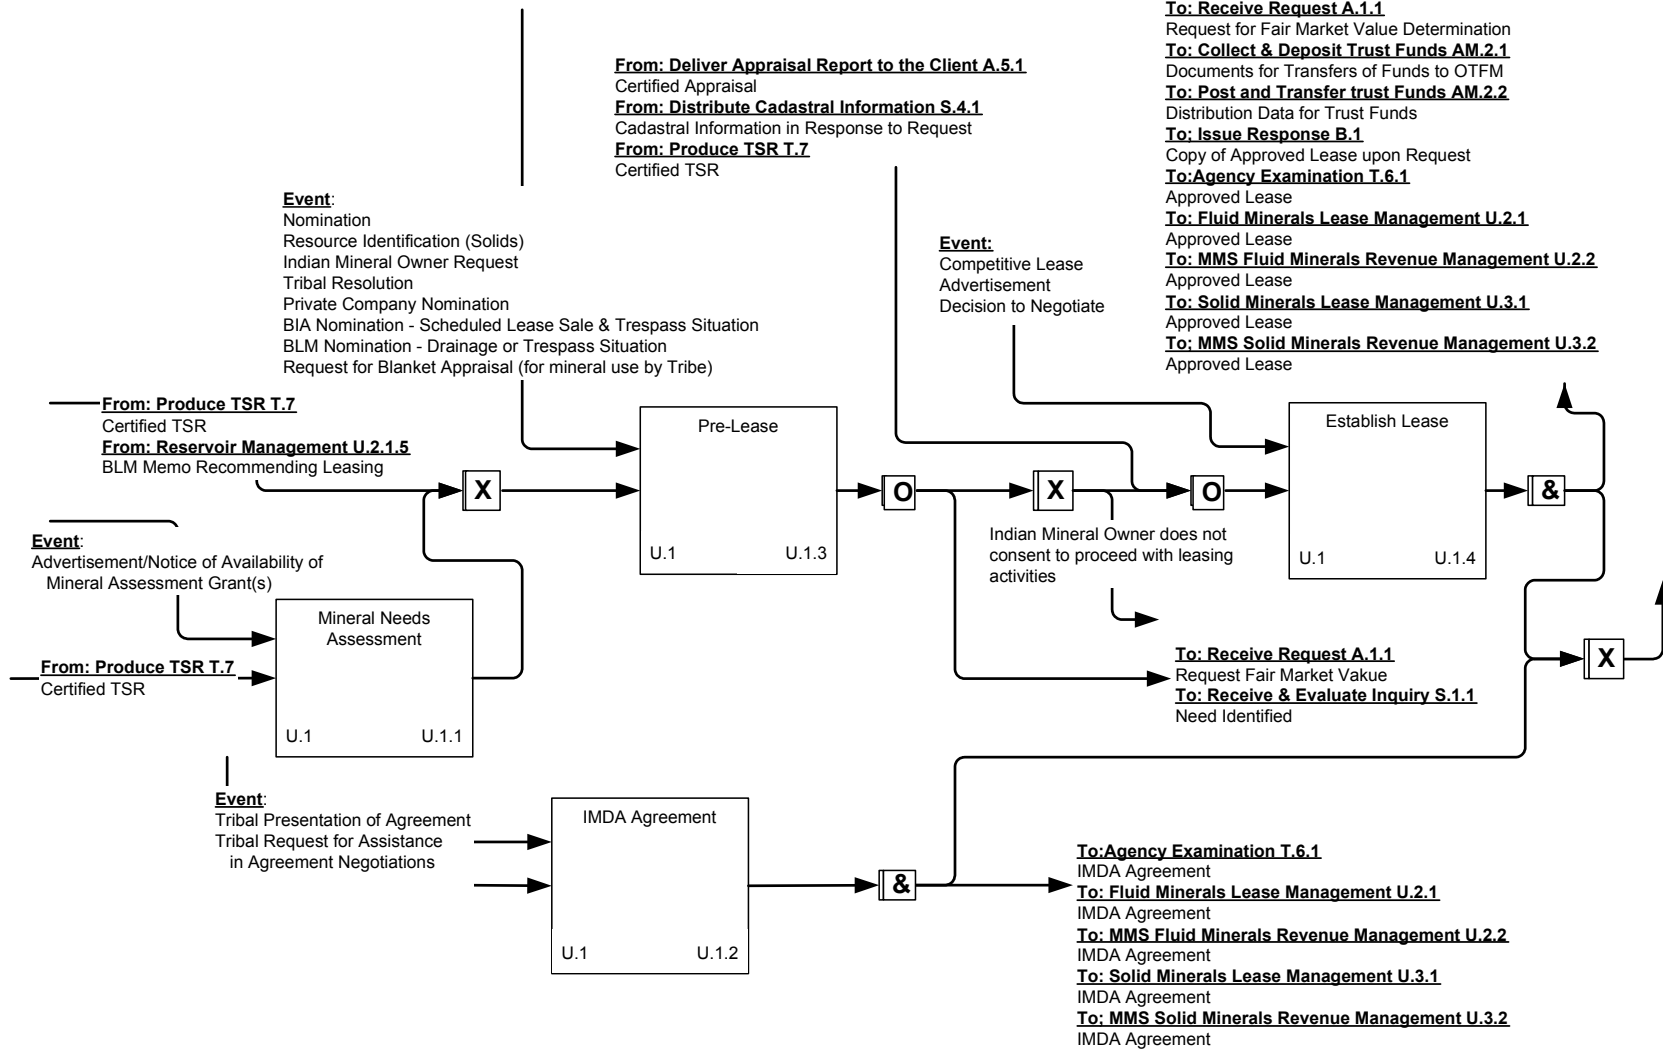 To: Receive Request A.1.1
Request for Fair Market Value Determination
To: Collect & Deposit Trust Funds AM.2.1
Documents for Transfers of Funds to OTFM
To: Post and Transfer trust Funds AM.2.2
Distribution Data for Trust Funds
To; Issue Response B.1
Copy of Approved Lease upon Request
To:Agency Examination T.6.1
Approved Lease
To: Fluid Minerals Lease Management U.2.1
Approved Lease
To: MMS Fluid Minerals Revenue Management U.2.2
Approved Lease
To: Solid Minerals Lease Management U.3.1
Approved Lease
To; MMS Solid Minerals Revenue Management U.3.2
Approved Lease
From: Deliver Appraisal Report to the Client A.5.1
Certified Appraisal
From: Distribute Cadastral Information S.4.1
Cadastral Information in Response to Request
From: Produce TSR T.7
Certified TSR
Event:
Nomination
Resource Identification (Solids)
Indian Mineral Owner Request
Tribal Resolution
Private Company Nomination
BIA Nomination - Scheduled Lease Sale & Trespass Situation
BLM Nomination - Drainage or Trespass Situation
Request for Blanket Appraisal (for mineral use by Tribe)
Event:
Competitive Lease
Advertisement
Decision to Negotiate
From: Produce TSR T.7
Certified TSR
From: Reservoir Management U.2.1.5
BLM Memo Recommending Leasing
X
Pre-Lease
U.1
U.1.3
O
X
O
Establish Lease
U.1
U.1.4
&
Indian Mineral Owner does not
consent to proceed with leasing
activities
Event:
Advertisement/Notice of Availability of
Mineral Assessment Grant(s)
Mineral Needs
Assessment
U.1
U.1.1
From: Produce TSR T.7
Certified TSR
X
To: Receive Request A.1.1
Request Fair Market Vakue
To: Receive & Evaluate Inquiry S.1.1
Need Identified
Event:
Tribal Presentation of Agreement
Tribal Request for Assistance
in Agreement Negotiations
IMDA Agreement
U.1
U.1.2
&
To:Agency Examination T.6.1
IMDA Agreement
To: Fluid Minerals Lease Management U.2.1
IMDA Agreement
To: MMS Fluid Minerals Revenue Management U.2.2
IMDA Agreement
To: Solid Minerals Lease Management U.3.1
IMDA Agreement
To; MMS Solid Minerals Revenue Management U.3.2
IMDA Agreement